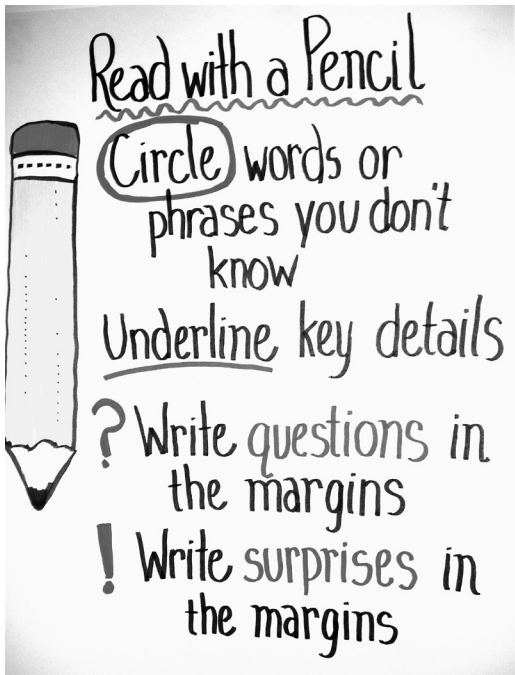 Read with a Pencil
Circle words or
phrases you don't
know
Underline key details
? Write questions in
the margins
! Write surprises in
the margins